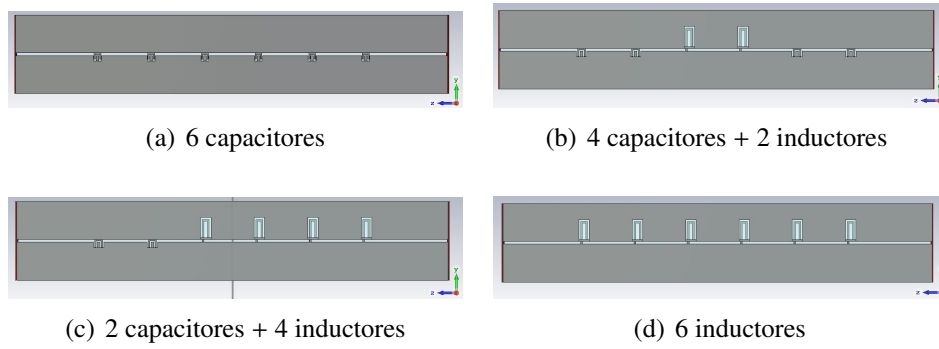 z y
z y
(a) 6 capacitores
(b) 4 capacitores + 2 inductores
z y
z y
(c) 2 capacitores + 4 inductores
(d) 6 inductores